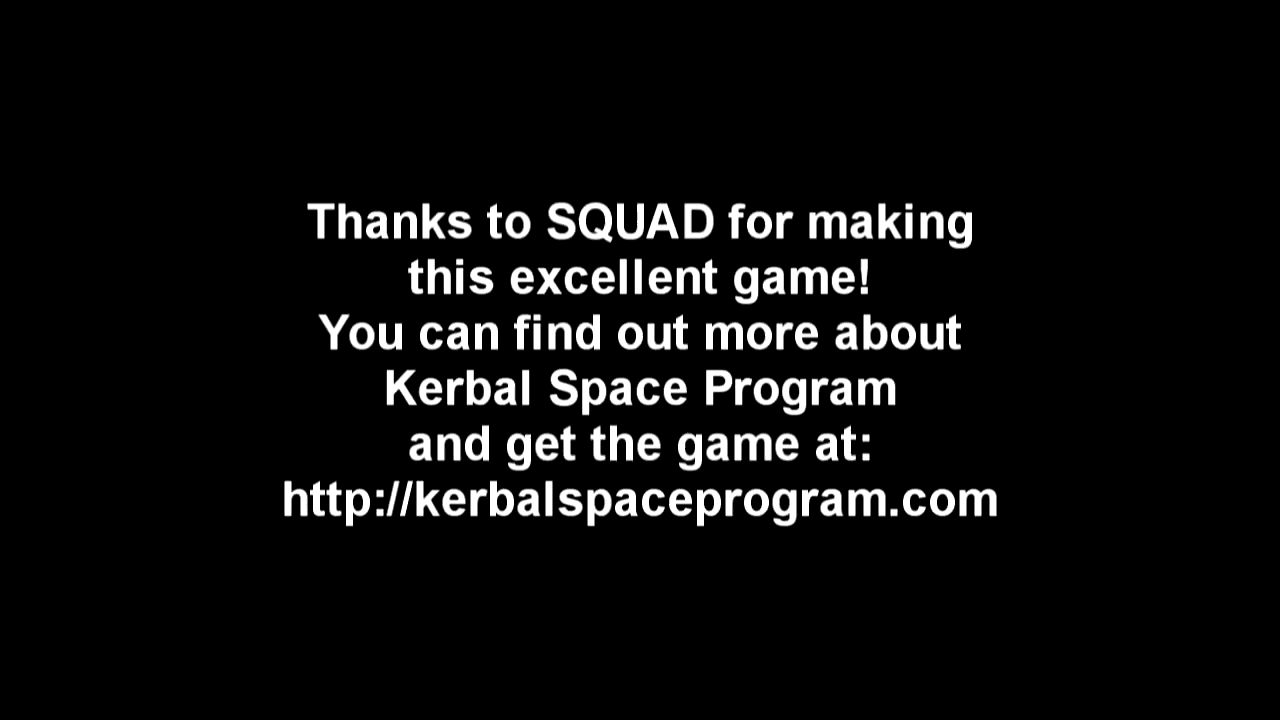 Thanks to SQUAD for making
this excellent game!
You can find out more about
Kerbal Space Program
and get the game at:
http://kerbalspaceprogram.com